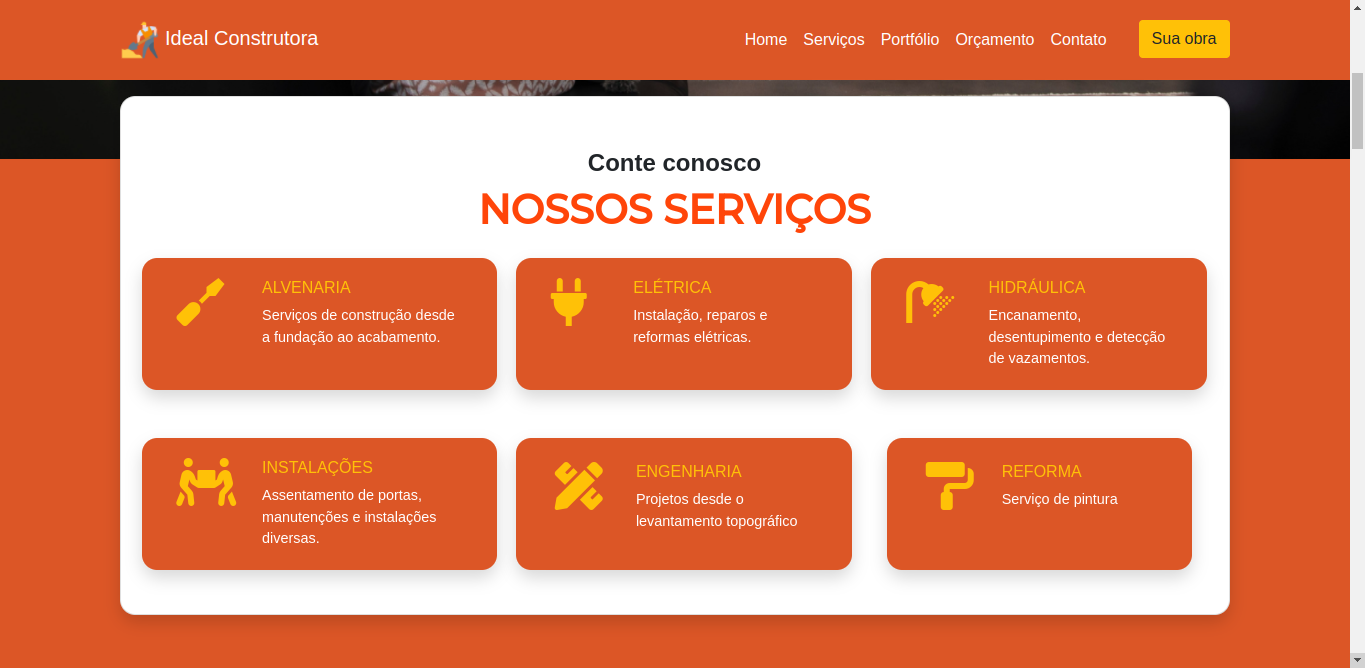 Ideal Construtora
Home Serviços Portfólio Orçamento Contato Sua obra
Conte conosco
NOSSOS SERVIÇOS
ALVENARIA
Serviços de construção desde
a fundação ao acabamento.
ELÉTRICA
Instalação, reparos e
reformas elétricas.
HIDRÁULICA
Encanamento,
desentupimento e detecção
de vazamentos.
INSTALAÇÕES
Assentamento de portas,
manutenções e instalações
diversas.
ENGENHARIA
Projetos desde o
levantamento topográfico
REFORMA
Serviço de pintura